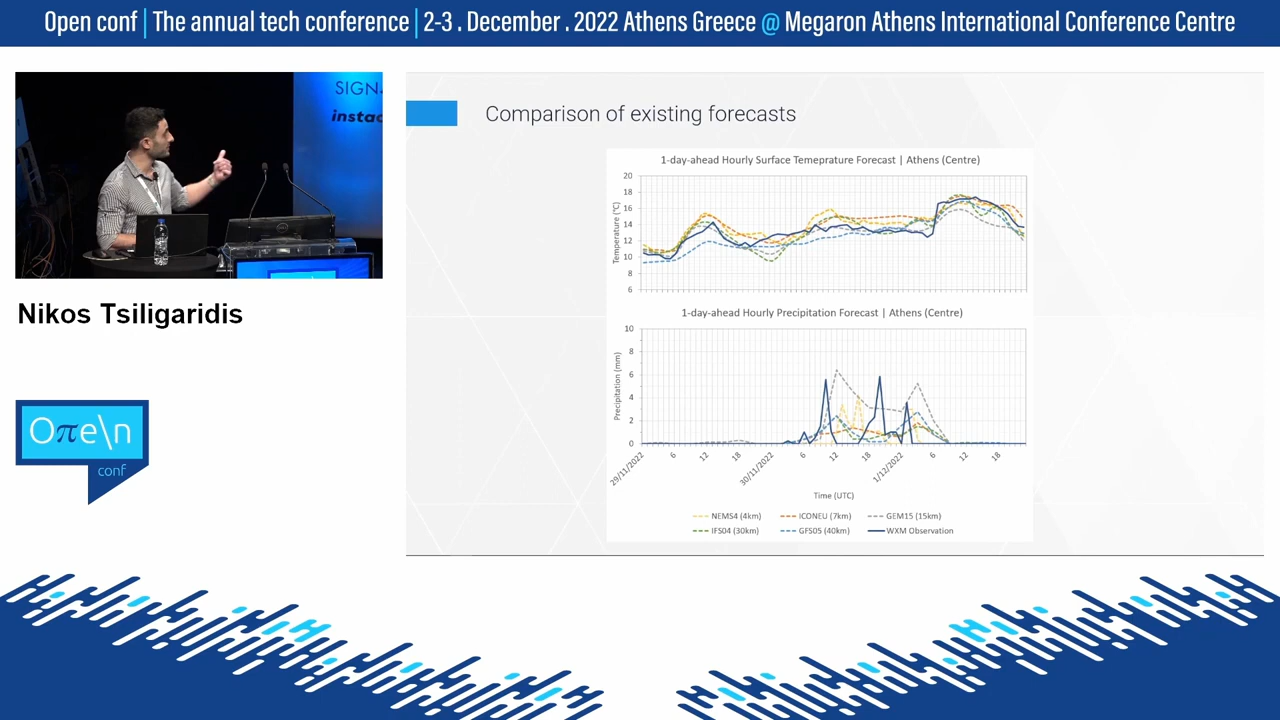 Open conf | The annual tech conference | 2-3 . December . 2022 Athens Greece @ Megaron Athens International Conference Centre
SIGN
instac
DELL
Nikos Tsiligaridis
Oπe\n
conf
Comparison of existing forecasts
1-day-ahead Hourly Surface Temeprature Forecast | Athens (Centre)
Temperature (°C)
20
18
16
14
12
10
8
6
1-day-ahead Hourly Precipitation Forecast | Athens (Centre)
Precipitation (mm)
10
8
6
4
2
0
29/11/2022 6 12 18 30/11/2022 6 12 18 1/12/2022 6 12 18
Time (UTC)
NEMS4 (4km) ICONEU (7km) GEM15 (15km)
IFS04 (30km) GFS05 (40km) WXM Observation